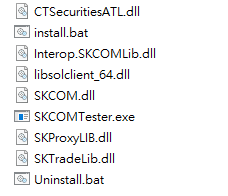 CTSecuritiesATL.dll
install.bat
Interop.SKCOMLib.dll
libsolclient_64.dll
SKCOM.dll
SKCOMTester.exe
SKProxyLIB.dll
SKTradeLib.dll
Uninstall.bat